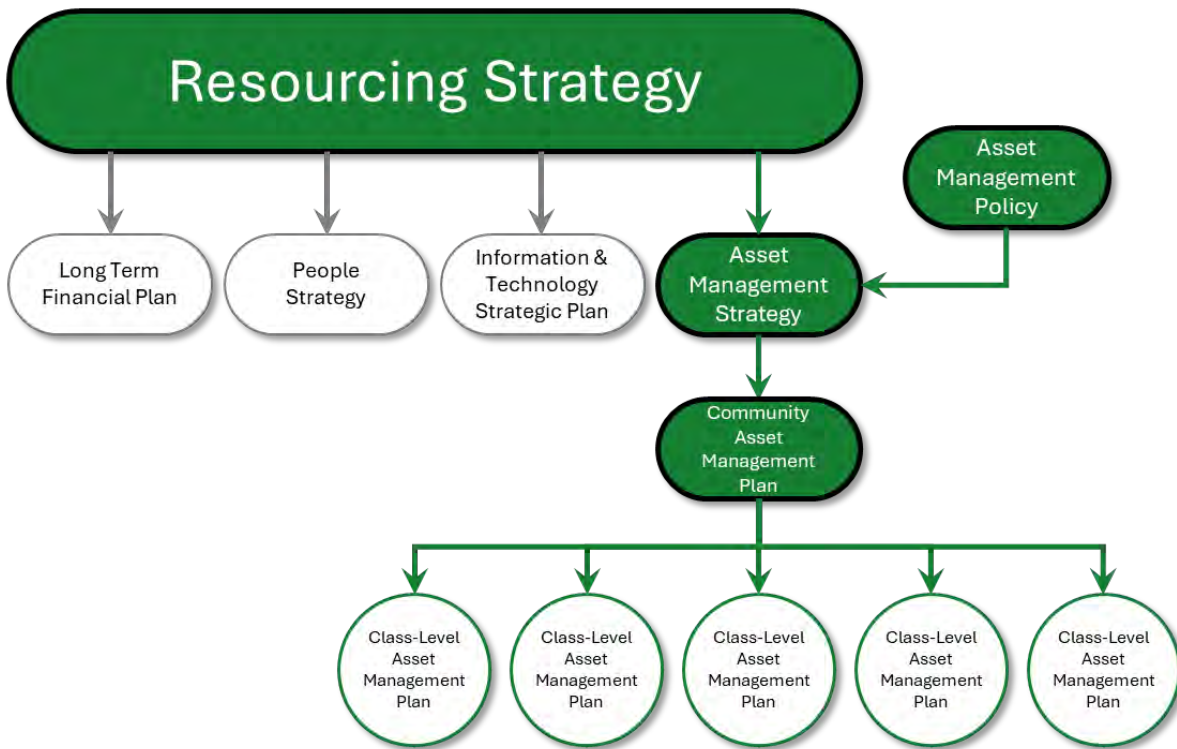 Resourcing Strategy
Asset
Management
Policy
Long Term
Financial Plan
People
Strategy
Information &
Technology
Strategic Plan
Asset
Management
Strategy
Community
Asset
Management
Plan
Class-Level
Asset
Management
Plan
Class-Level
Asset
Management
Plan
Class-Level
Asset
Management
Plan
Class-Level
Asset
Management
Plan
Class-Level
Asset
Management
Plan